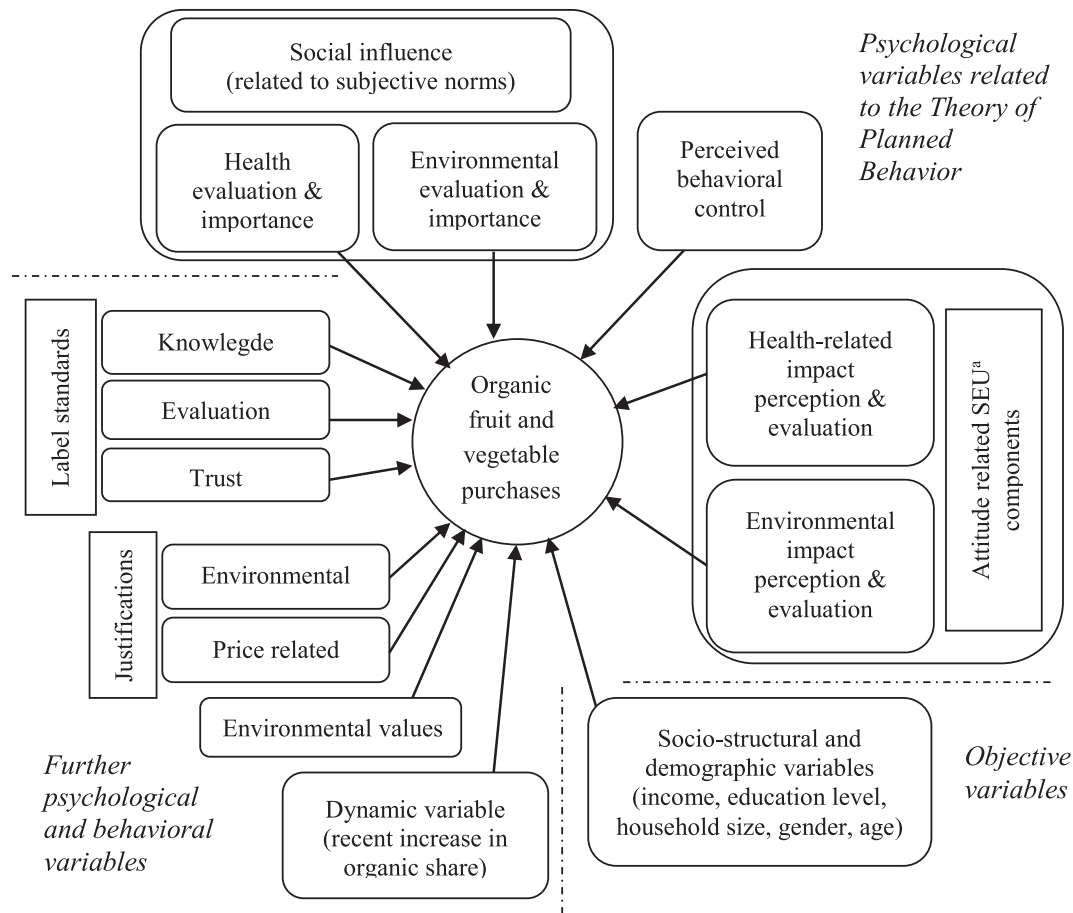 Social influence
(related to subjective norms)
Health
evaluation &
importance
Environmental
evaluation &
importance
Perceived
behavioral
control
Psychological
variables related
to the Theory of
Planned
Behavior
Label standards
Knowlegde
Evaluation
Trust
Organic
fruit and
vegetable
purchases
Health-related
impact
perception &
evaluation
Environmental
impact
perception &
evaluation
Attitude related SEUᵃ
components
Justifications
Environmental
Price related
Environmental values
Dynamic variable
(recent increase in
organic share)
Further
psychological
and behavioral
variables
Socio-structural and
demographic variables
(income, education level,
household size, gender, age)
Objective
variables